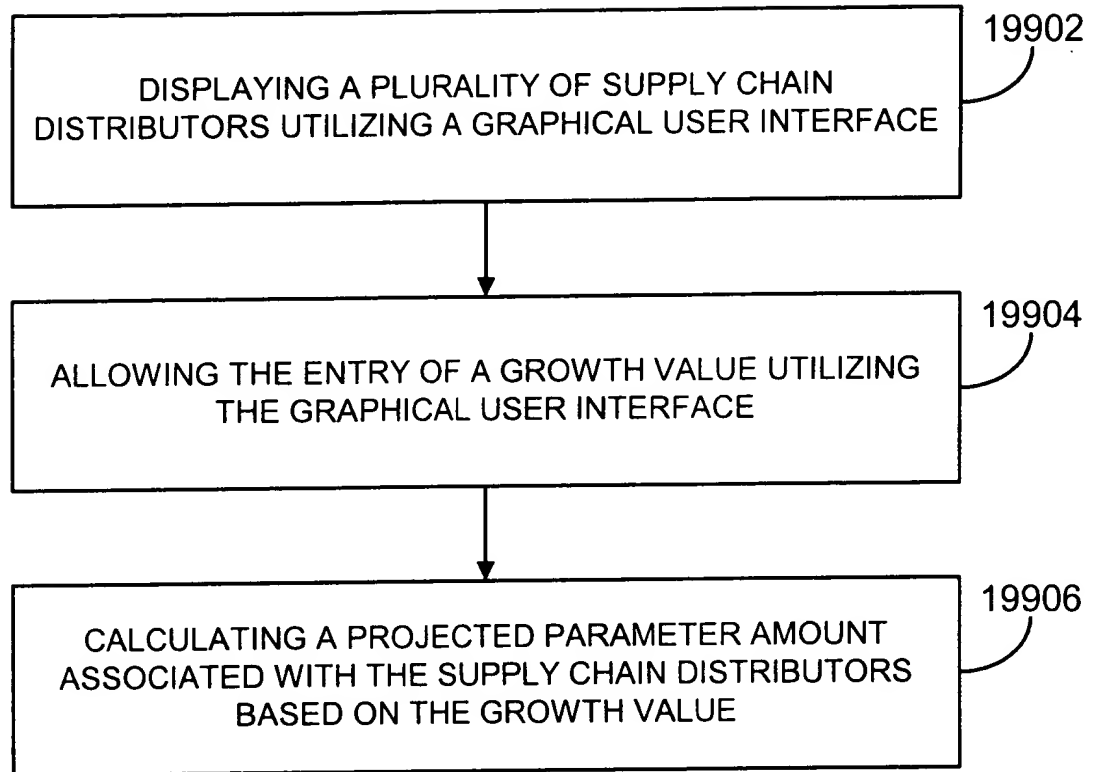 19902
DISPLAYING A PLURALITY OF SUPPLY CHAIN
DISTRIBUTORS UTILIZING A GRAPHICAL USER INTERFACE
19904
ALLOWING THE ENTRY OF A GROWTH VALUE UTILIZING
THE GRAPHICAL USER INTERFACE
19906
CALCULATING A PROJECTED PARAMETER AMOUNT
ASSOCIATED WITH THE SUPPLY CHAIN DISTRIBUTORS
BASED ON THE GROWTH VALUE